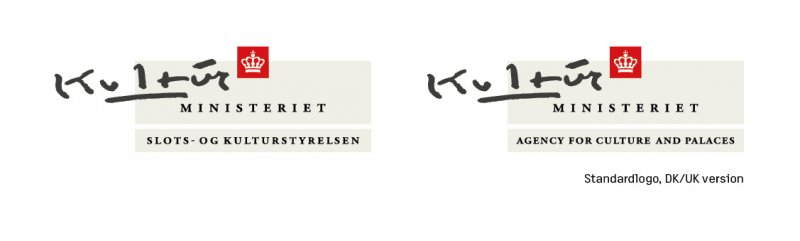 Kultur
MINISTERIET
SLOTS- OG KULTURSTYRELSEN
Kultur
MINISTERIET
AGENCY FOR CULTURE AND PALACES
Standardlogo, DK/UK version